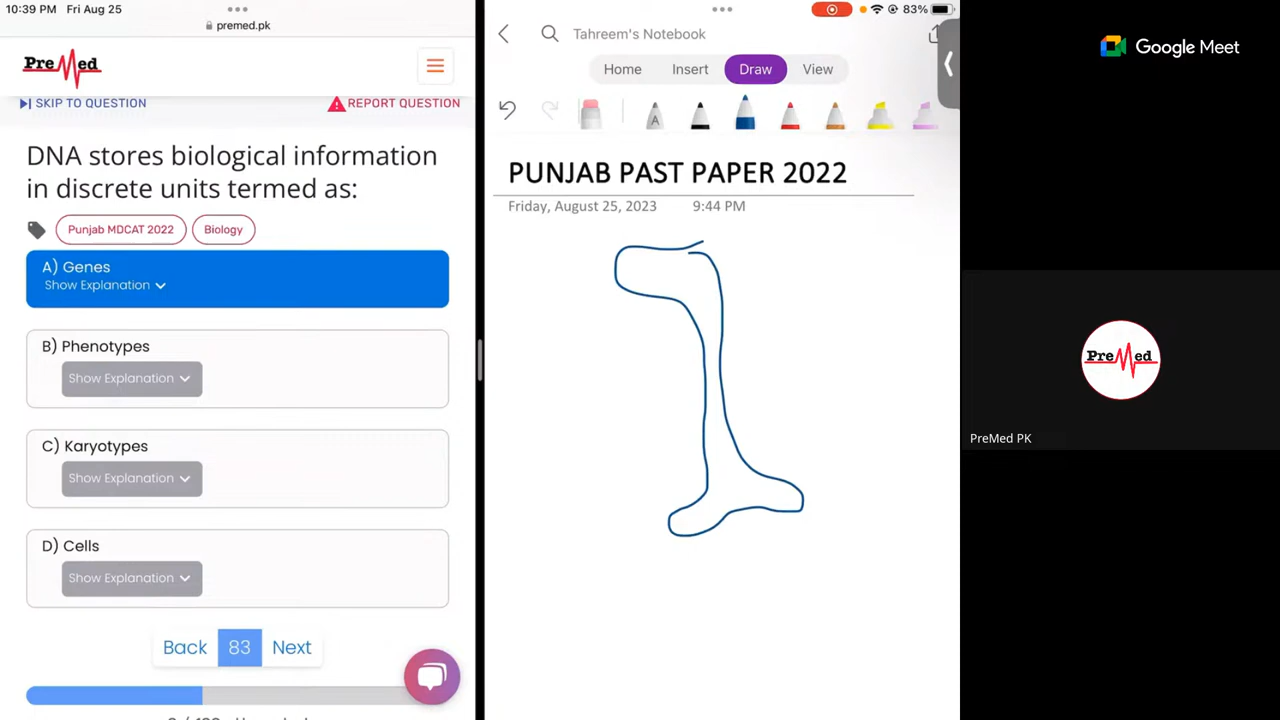 10:39 PM Fri Aug 25
premed.pk
PreMed
SKIP TO QUESTION
REPORT QUESTION
DNA stores biological information
in discrete units termed as:
Punjab MDCAT 2022
Biology
A) Genes
Show Explanation
B) Phenotypes
Show Explanation
C) Karyotypes
Show Explanation
D) Cells
Show Explanation
Back 83 Next
83%
Tahreem's Notebook
Home Insert Draw View
A
PUNJAB PAST PAPER 2022
Friday, August 25, 2023 9:44 PM
Google Meet
PreMed
PreMed PK